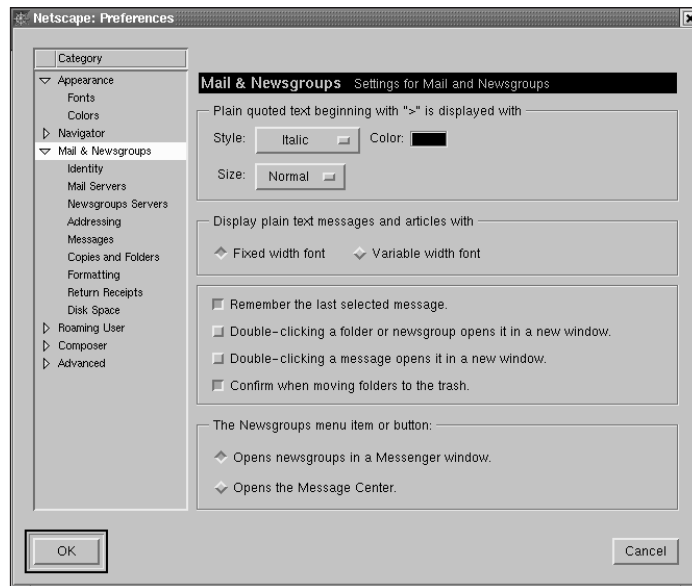 Netscape: Preferences
Category
Appearance
Fonts
Colors
Navigator
Mail & Newsgroups
Identity
Mail Servers
Newsgroups Servers
Addressing
Messages
Copies and Folders
Formatting
Return Receipts
Disk Space
Roaming User
Composer
Advanced
Mail & Newsgroups Settings for Mail and Newsgroups
Plain quoted text beginning with ">" is displayed with
Style: Italic Color:
Size: Normal
Display plain text messages and articles with
Fixed width font Variable width font
Remember the last selected message.
Double-clicking a folder or newsgroup opens it in a new window.
Double-clicking a message opens it in a new window.
Confirm when moving folders to the trash.
The Newsgroups menu item or button:
Opens newsgroups in a Messenger window.
Opens the Message Center.
OK Cancel